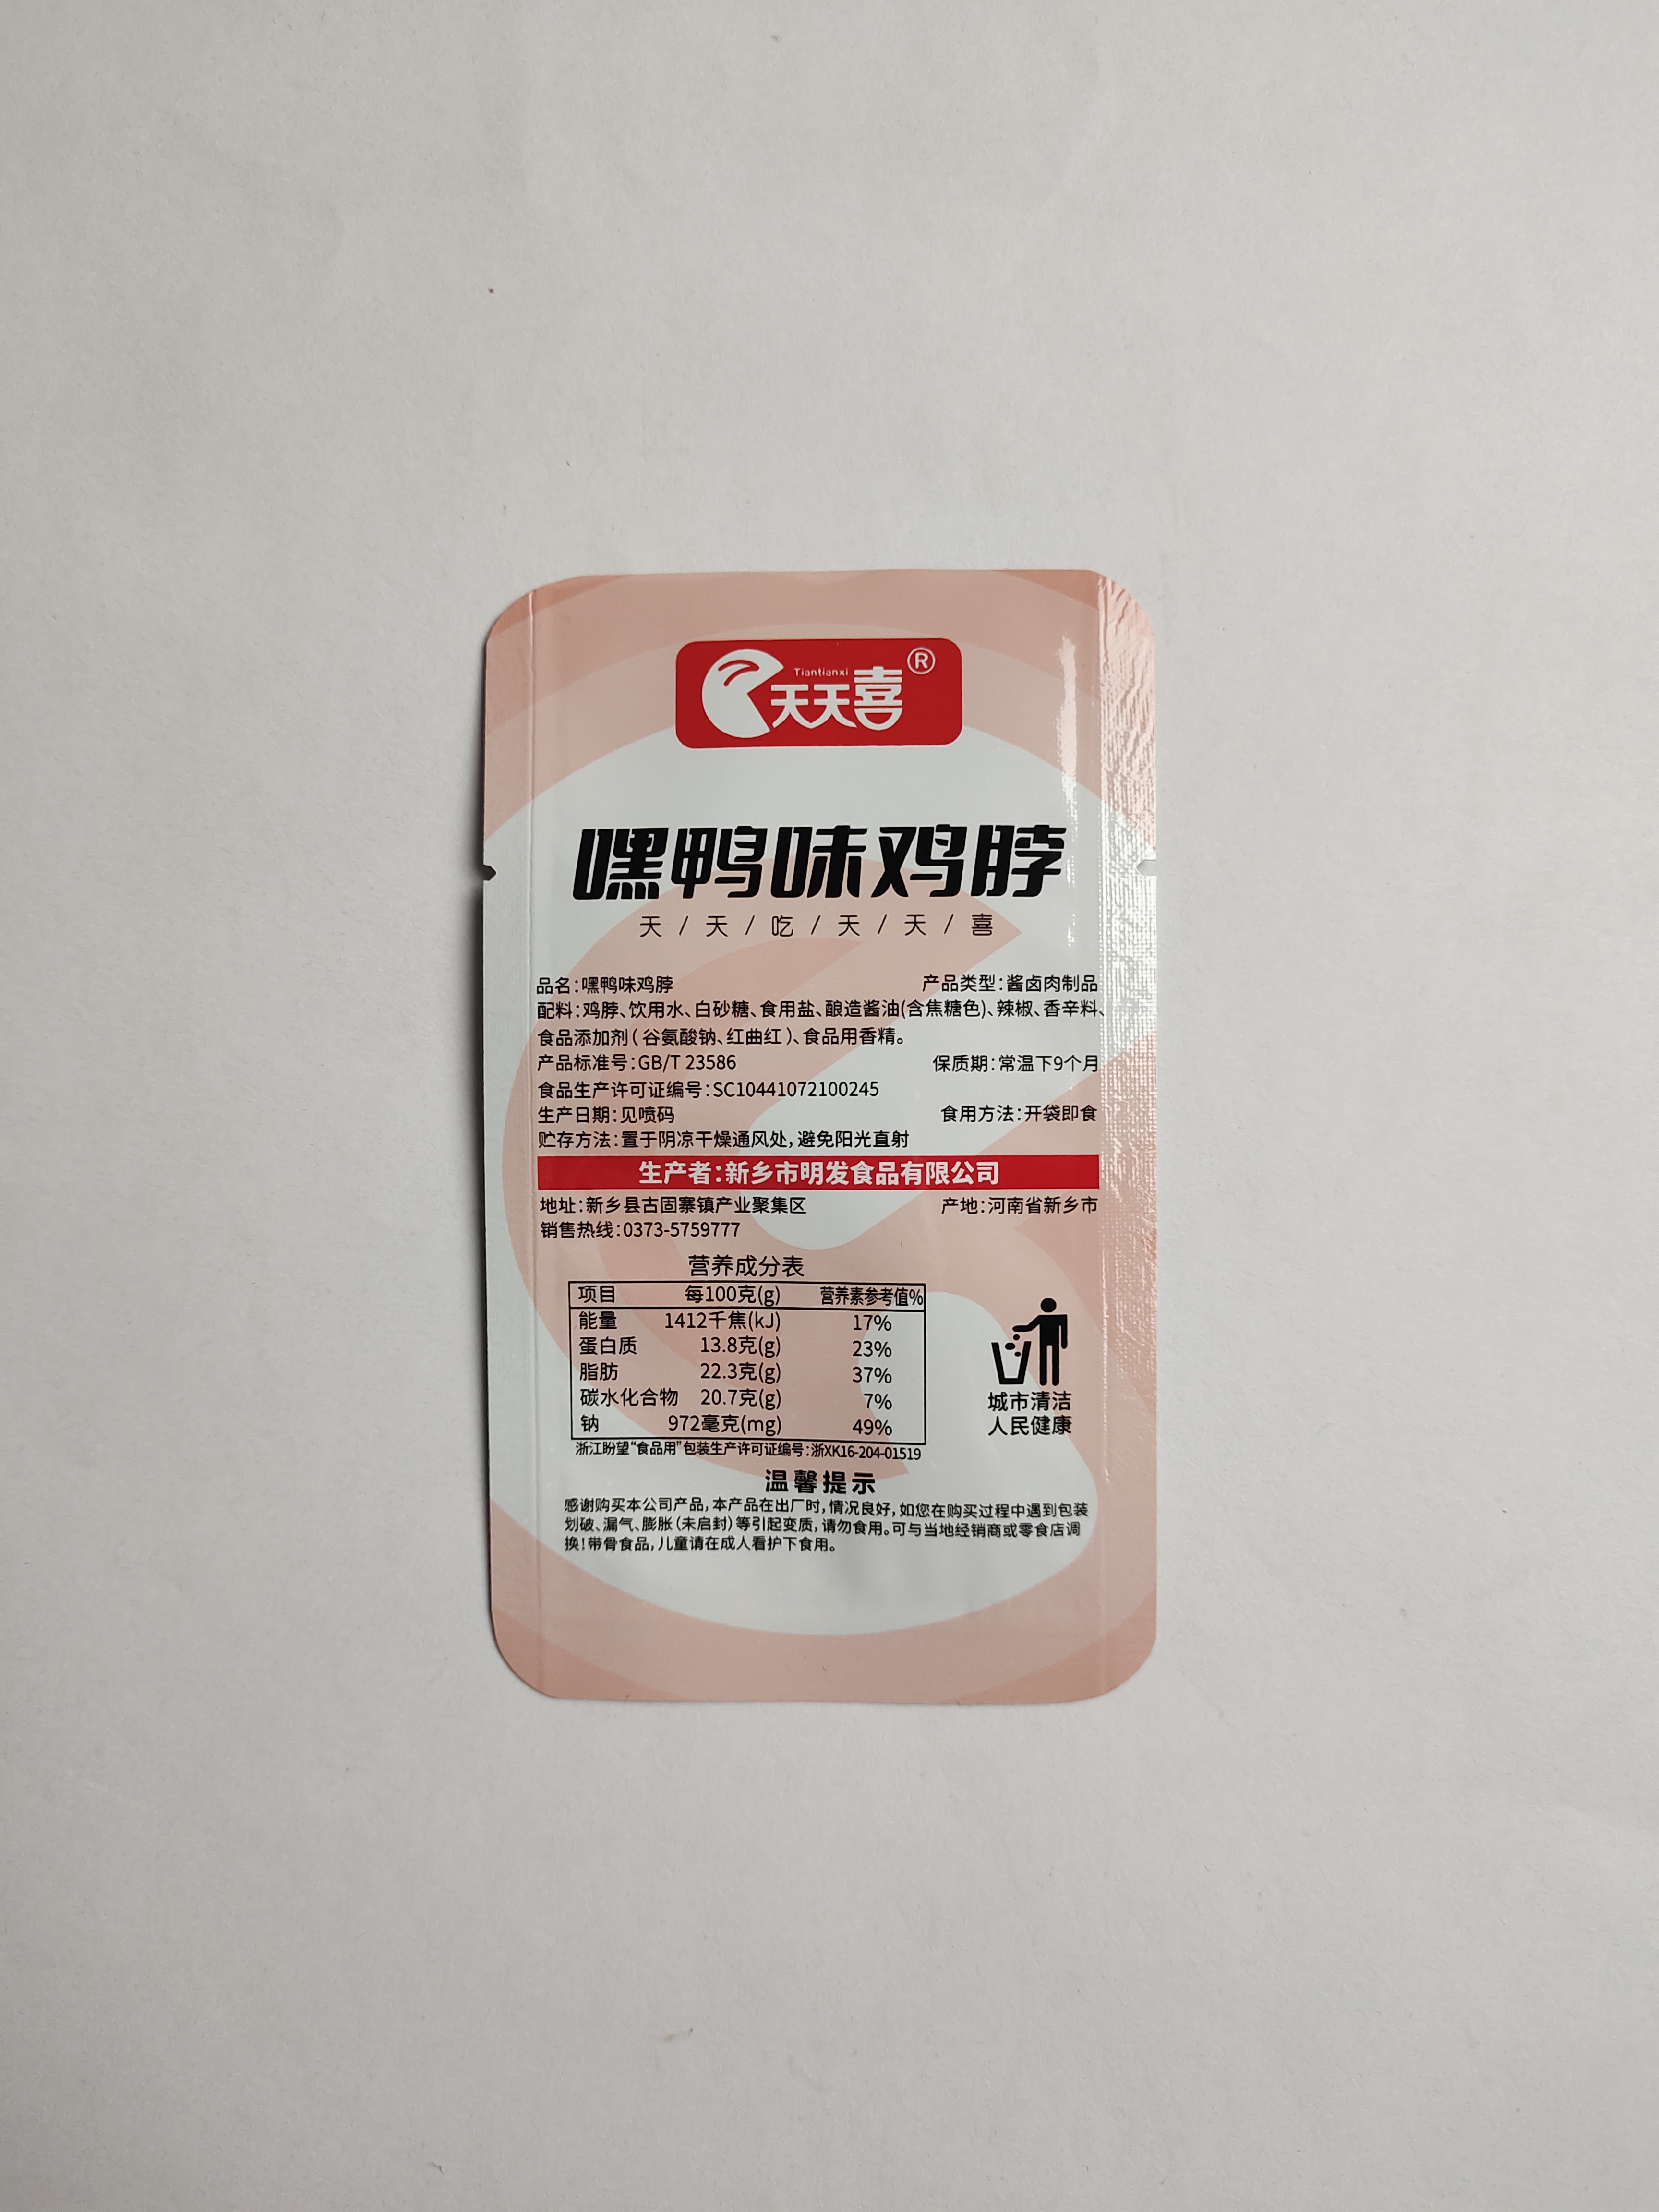 Tiantianxi
天天喜®
嘿鸭味鸡脖
天/天/吃/天/天/喜
品名:嘿鸭味鸡脖 产品类型:酱卤肉制品
配料:鸡脖、饮用水、白砂糖、食用盐、酿造酱油(含焦糖色)、辣椒、香辛料、
食品添加剂(谷氨酸钠、红曲红)、食品用香精。
产品标准号:GB/T 23586 保质期:常温下9个月
食品生产许可证编号:SC10441072100245
生产日期:见喷码 食用方法:开袋即食
贮存方法:置于阴凉干燥通风处,避免阳光直射
生产者:新乡市明发食品有限公司
地址:新乡县古固寨镇产业聚集区 产地:河南省新乡市
销售热线:0373-5759777
营养成分表
项目 每100克(g) 营养素参考值%
能量 1412千焦(kJ) 17%
蛋白质 13.8克(g) 23%
脂肪 22.3克(g) 37%
碳水化合物 20.7克(g) 7%
钠 972毫克(mg) 49%
城市清洁
人民健康
浙江盼望“食品用”包装生产许可证编号:浙XK16-204-01519
温馨提示
感谢购买本公司产品,本产品在出厂时,情况良好,如您在购买过程中遇到包装
划破、漏气、膨胀(未启封)等引起变质,请勿食用。可与当地经销商或零食店调
换!带骨食品,儿童请在成人看护下食用。